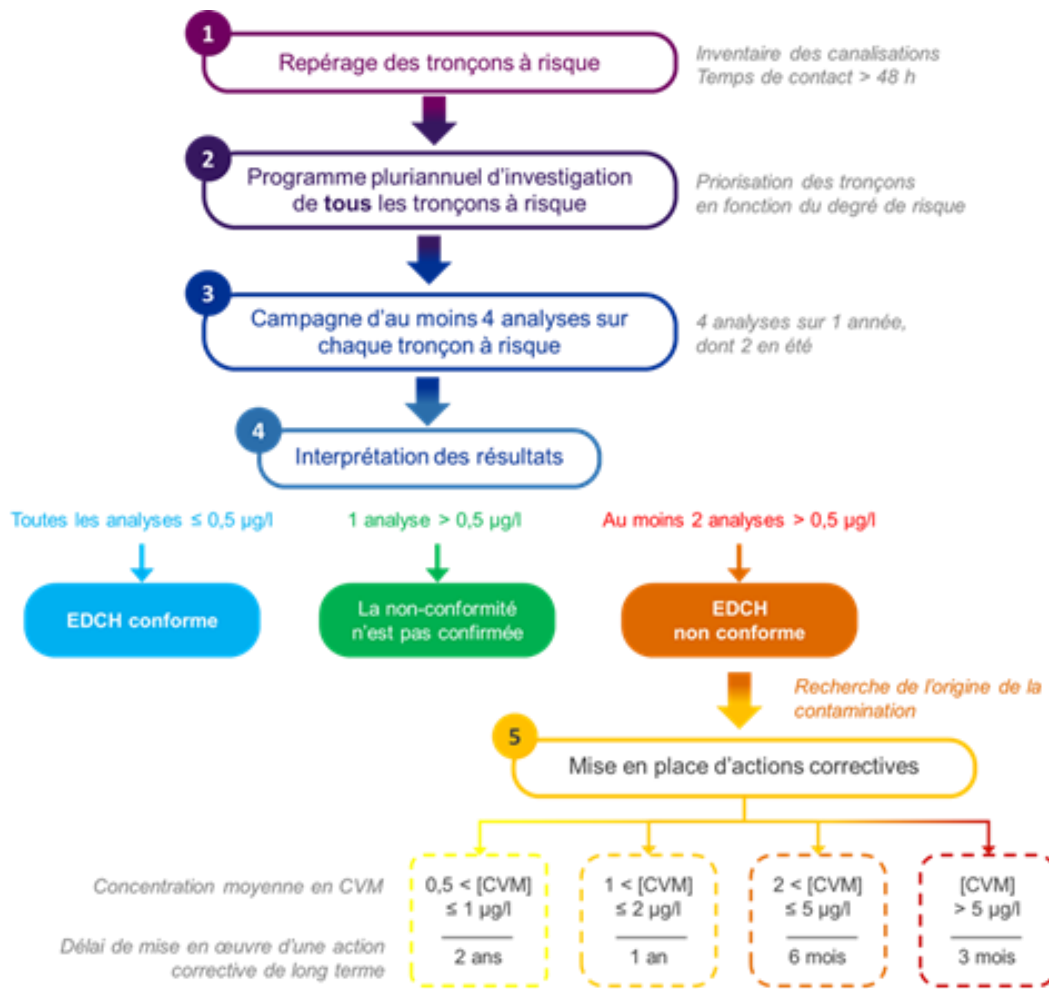 1
Repérage des tronçons à risque
Inventaire des canalisations
Temps de contact > 48 h
2
Programme pluriannuel d'investigation
de tous les tronçons à risque
Priorisation des tronçons
en fonction du degré de risque
3
Campagne d'au moins 4 analyses sur
chaque tronçon à risque
4 analyses sur 1 année,
dont 2 en été
4
Interprétation des résultats
Toutes les analyses ≤ 0,5 µg/l
1 analyse > 0,5 µg/l
Au moins 2 analyses > 0,5 µg/l
EDCH conforme
La non-conformité
n'est pas confirmée
EDCH
non conforme
Recherche de l'origine de la
contamination
5
Mise en place d'actions correctives
Concentration moyenne en CVM
0,5 < [CVM]
≤ 1 µg/l
1 < [CVM]
≤ 2 µg/l
2 < [CVM]
≤ 5 µg/l
[CVM]
> 5 µg/l
Délai de mise en œuvre d'une action
corrective de long terme
2 ans
1 an
6 mois
3 mois